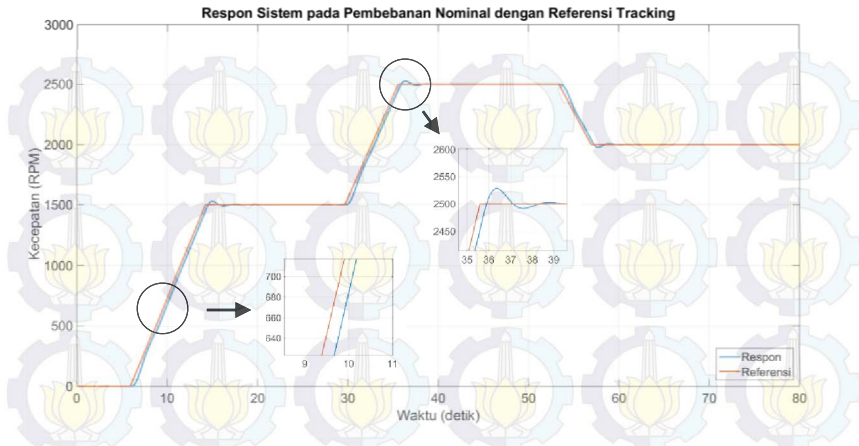 Respon Sistem pada Pembebanan Nominal dengan Referensi Tracking
3000
2500
2000
1500
1000
500
0
Kecepatan (RPM)
2600
2550
2500
2450
35 36 37 38 39
700
680
660
640
9 10 11
Respon
Referensi
0 10 20 30 40 50 60 70 80
Waktu (detik)